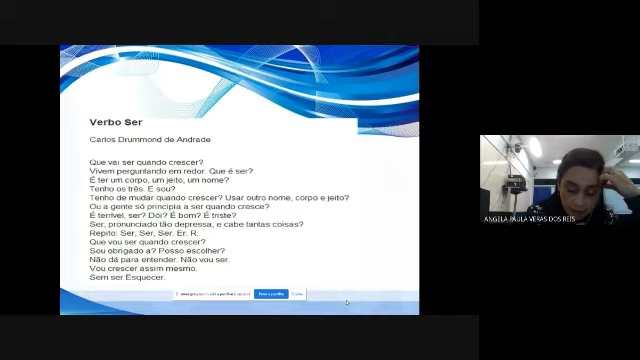 Verbo Ser
Carlos Drummond de Andrade
Que vai ser quando crescer?
Vivem perguntando em redor. Que é ser?
É ter um corpo, um jeito, um nome?
Tenho os três. E sou?
Tenho de mudar quando crescer? Usar outro nome, corpo e jeito?
Ou a gente só principia a ser quando cresce?
É terrível, ser? Dói? É bom? É triste?
Ser, pronunciado tão depressa, e cabe tantas coisas?
Repito: Ser, Ser, Ser. Er. R.
Que vou ser quando crescer?
Sou obrigado a? Posso escolher?
Não dá para entender. Não vou ser.
Vou crescer assim mesmo.
Sem ser Esquecer.
ANGELA PAULA VERAS DOS REIS